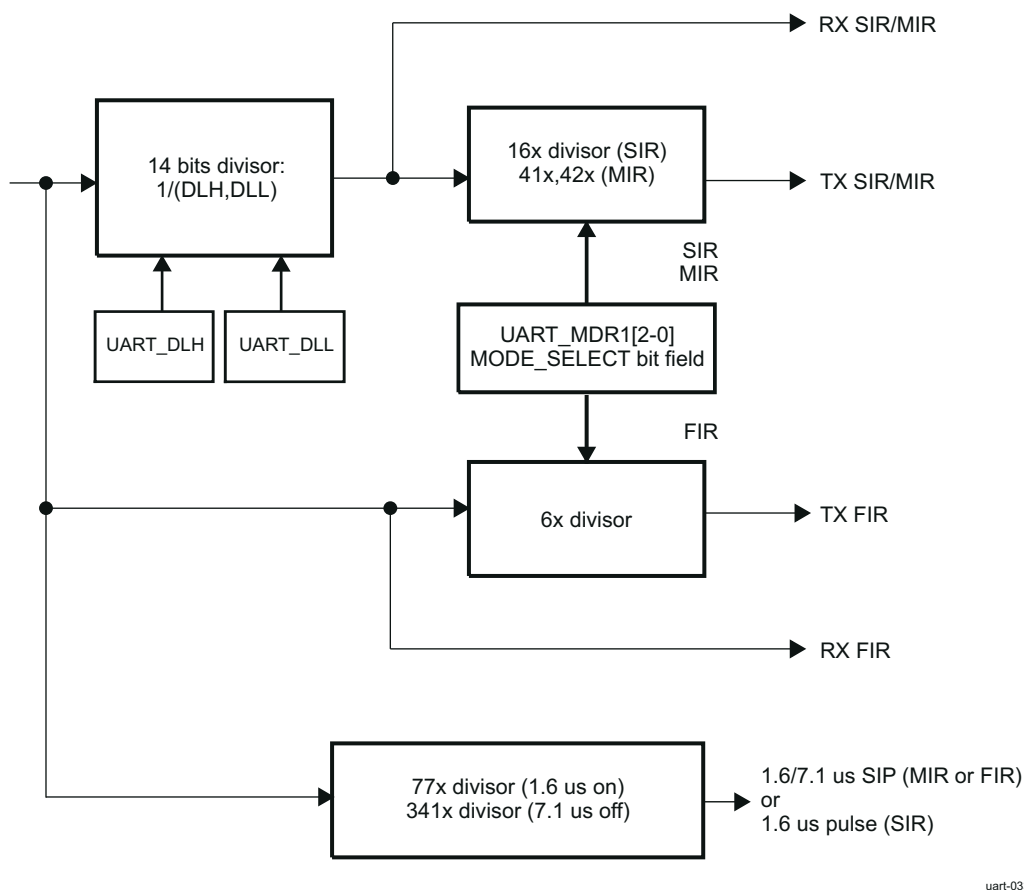 RX SIR/MIR
14 bits divisor:
1/(DLH,DLL)
16x divisor (SIR)
41x,42x (MIR)
TX SIR/MIR
SIR
MIR
UART_DLH
UART_DLL
UART_MDR1[2-0]
MODE_SELECT bit field
FIR
6x divisor
TX FIR
RX FIR
77x divisor (1.6 us on)
341x divisor (7.1 us off)
1.6/7.1 us SIP (MIR or FIR)
or
1.6 us pulse (SIR)
uart-03